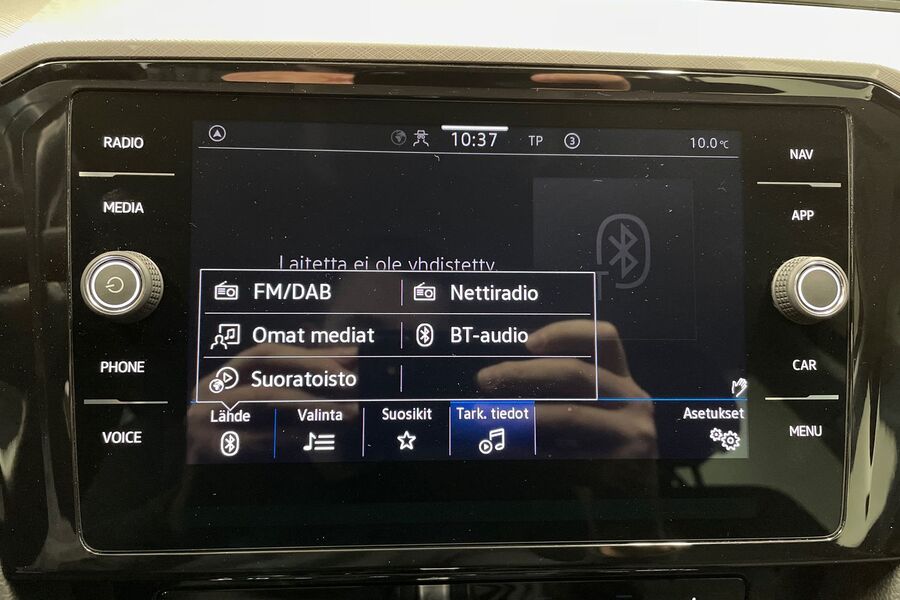 RADIO
MEDIA
PHONE
VOICE
10:37 TP 3 10.0°C
Laitetta ei ole yhdistetty.
FM/DAB Nettiradio
Omat mediat BT-audio
Suoratoisto
Lähde Valinta Suosikit Tark. tiedot Asetukset
NAV
APP
CAR
MENU